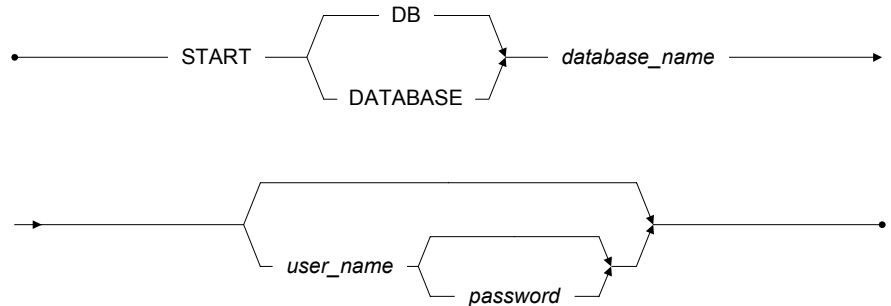 DB
START database_name
DATABASE
user_name
password